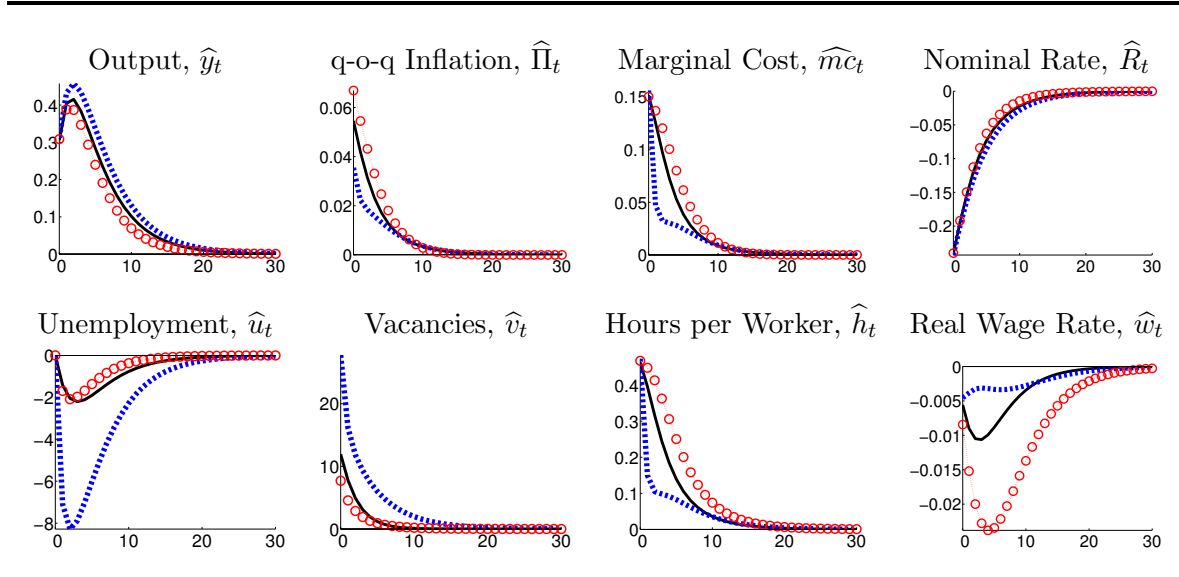 Output, ŷ_t
q-o-q Inflation, Π̂_t
Marginal Cost, m̂c_t
Nominal Rate, R̂_t
0.4
0.3
0.2
0.1
0
0 10 20 30
0.06
0.04
0.02
0
0 10 20 30
0.15
0.1
0.05
0
0 10 20 30
0
−0.05
−0.1
−0.15
−0.2
0 10 20 30
Unemployment, û_t
Vacancies, v̂_t
Hours per Worker, ĥ_t
Real Wage Rate, ŵ_t
0
−2
−4
−6
−8
0 10 20 30
20
10
0
0 10 20 30
0.4
0.3
0.2
0.1
0
0 10 20 30
0
−0.005
−0.01
−0.015
−0.02
0 10 20 30